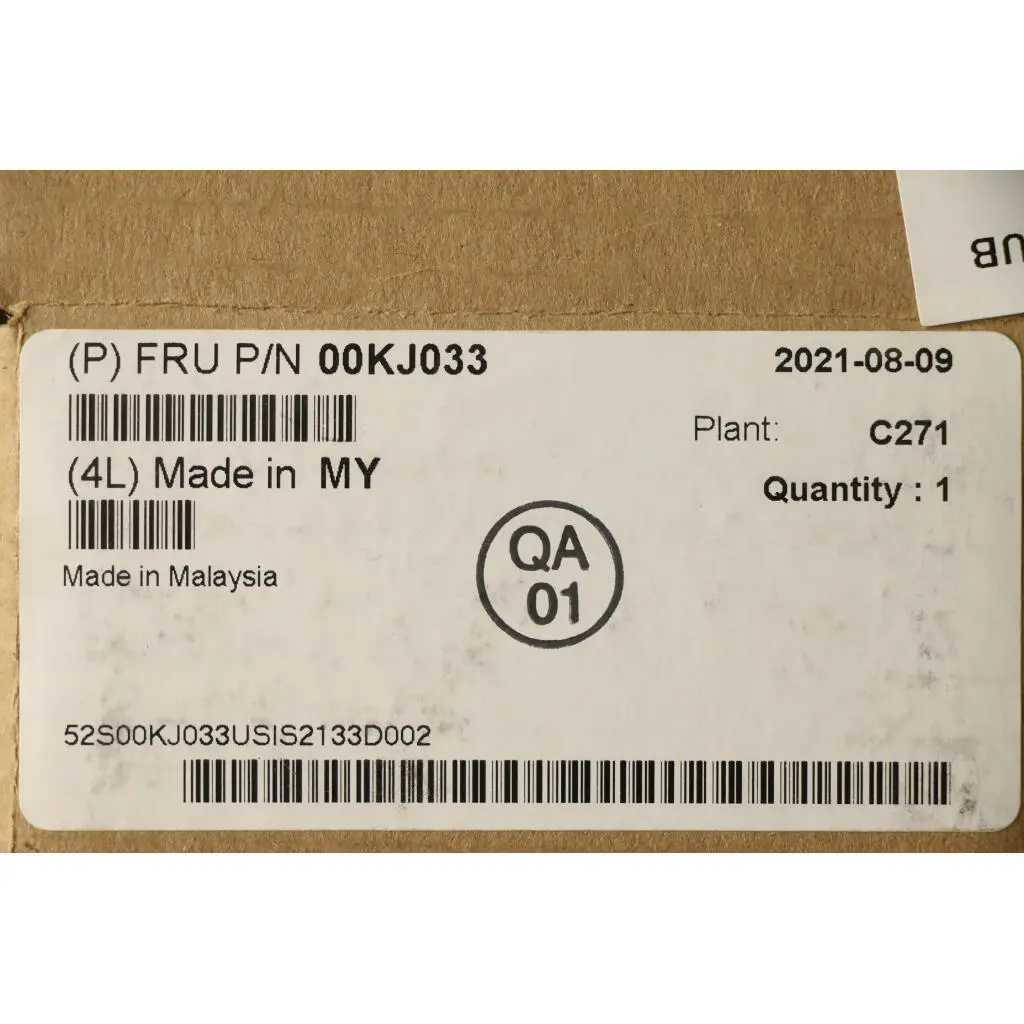 UB
(P) FRU P/N 00KJ033
2021-08-09
Plant: C271
(4L) Made in MY
Quantity : 1
QA
01
Made in Malaysia
52S00KJ033USIS2133D002